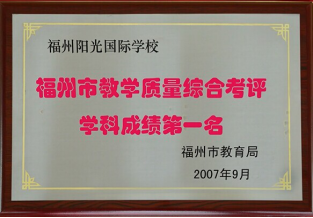 福州阳光国际学校
福州市教学质量综合考评
学科成绩第一名
福州市教育局
2007年9月